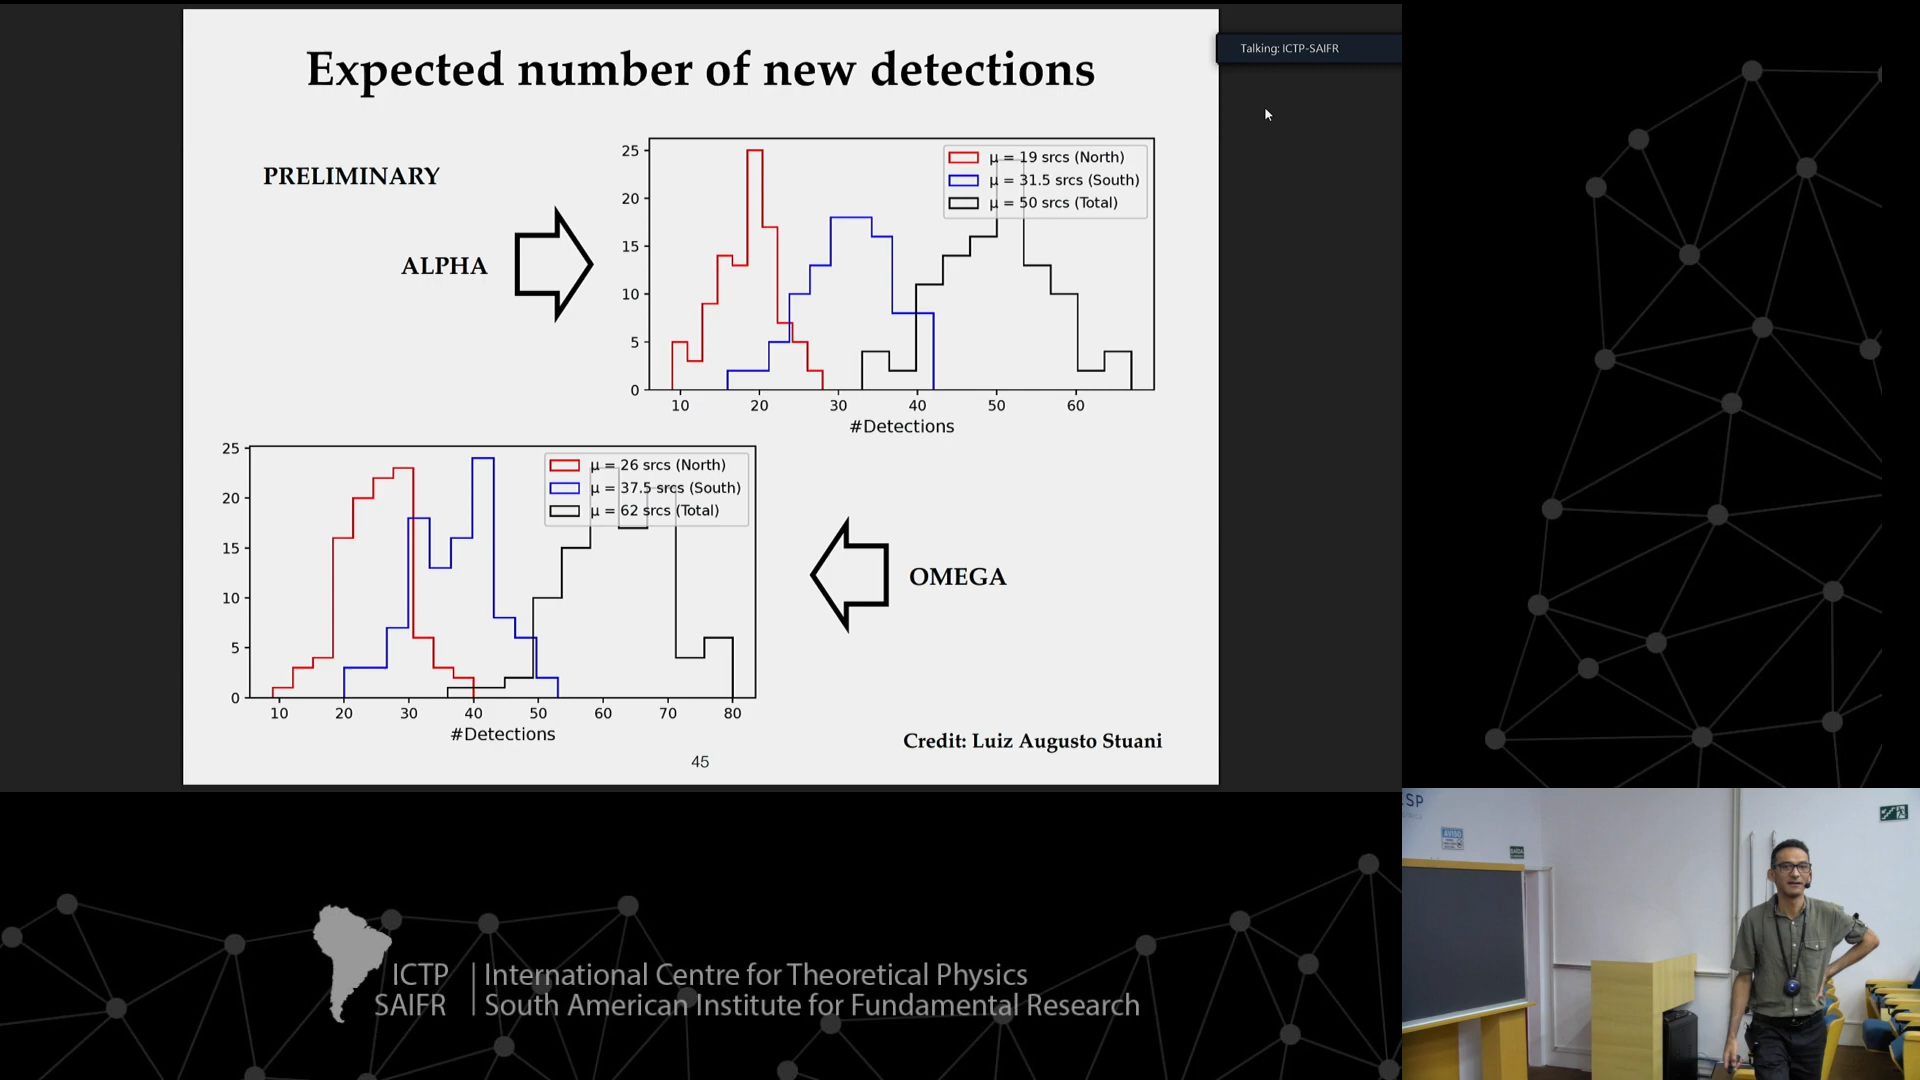 Expected number of new detections
Talking: ICTP-SAIFR
PRELIMINARY
ALPHA
25
20
15
10
5
0
μ = 19 srcs (North)
μ = 31.5 srcs (South)
μ = 50 srcs (Total)
10 20 30 40 50 60
#Detections
25
20
15
10
5
0
μ = 26 srcs (North)
μ = 37.5 srcs (South)
μ = 62 srcs (Total)
10 20 30 40 50 60 70 80
#Detections
OMEGA
Credit: Luiz Augusto Stuani
45
SP
AVISO
SAÍDA
ICTP International Centre for Theoretical Physics
SAIFR South American Institute for Fundamental Research